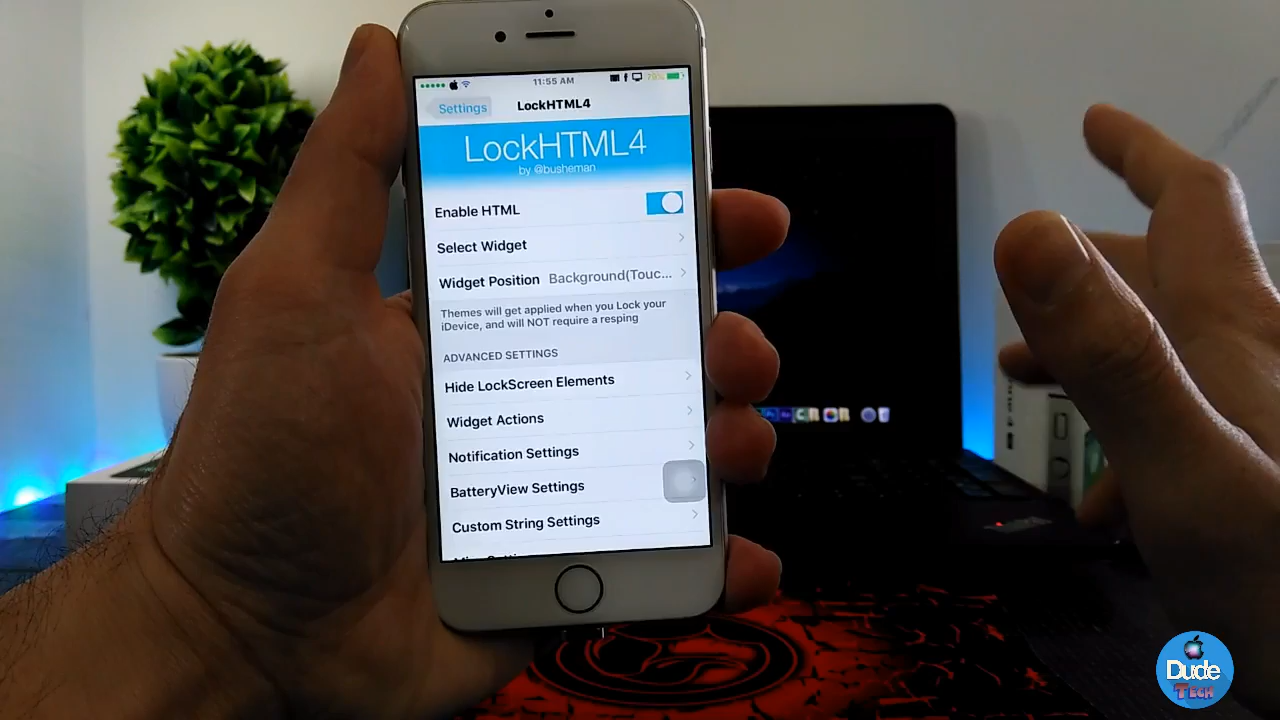 11:55 AM
Settings
LockHTML4
LockHTML4
by @busheman
Enable HTML
Select Widget
Widget Position Background(Touc...
Themes will get applied when you Lock your
iDevice, and will NOT require a resping
ADVANCED SETTINGS
Hide LockScreen Elements
Widget Actions
Notification Settings
BatteryView Settings
Custom String Settings
Dude
Tech